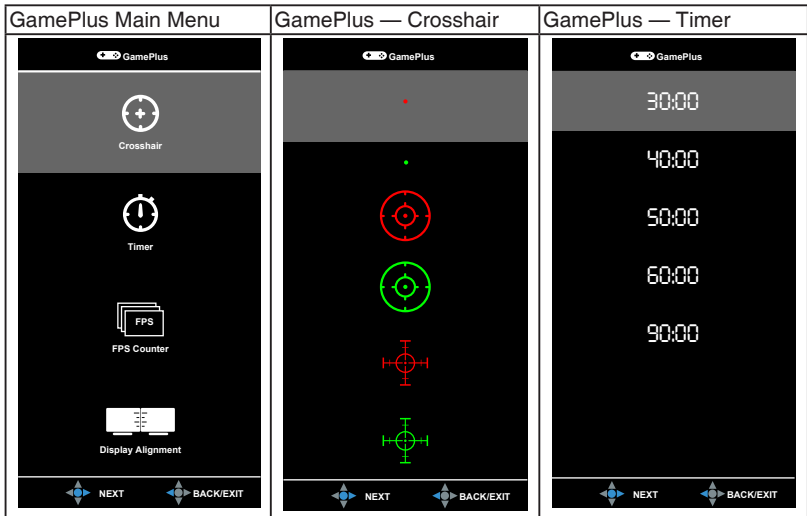 GamePlus Main Menu
GamePlus
Crosshair
Timer
FPS
FPS Counter
Display Alignment
NEXT BACK/EXIT
GamePlus — Crosshair
GamePlus
NEXT BACK/EXIT
GamePlus — Timer
GamePlus
30:00
40:00
50:00
60:00
90:00
NEXT BACK/EXIT